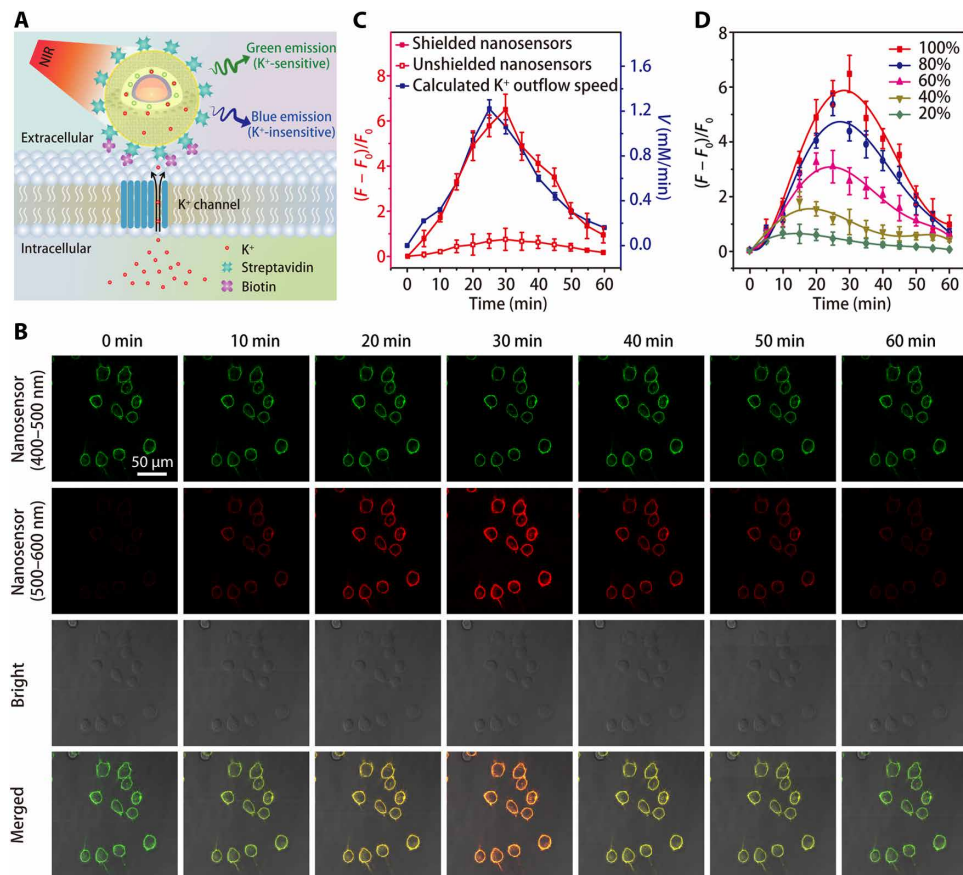 A
NIR
Green emission
(K⁺-sensitive)
Blue emission
(K⁺-insensitive)
Extracellular
K⁺ channel
Intracellular
K⁺
Streptavidin
Biotin
C
Shielded nanosensors
Unshielded nanosensors
Calculated K⁺ outflow speed
(F − F₀)/F₀
8
6
4
2
0
V (mM/min)
1.6
1.2
0.8
0.4
0.0
0 10 20 30 40 50 60
Time (min)
D
100%
80%
60%
40%
20%
(F − F₀)/F₀
8
6
4
2
0
0 10 20 30 40 50 60
Time (min)
B
0 min 10 min 20 min 30 min 40 min 50 min 60 min
Nanosensor
(400–500 nm)
50 μm
Nanosensor
(500–600 nm)
Bright
Merged